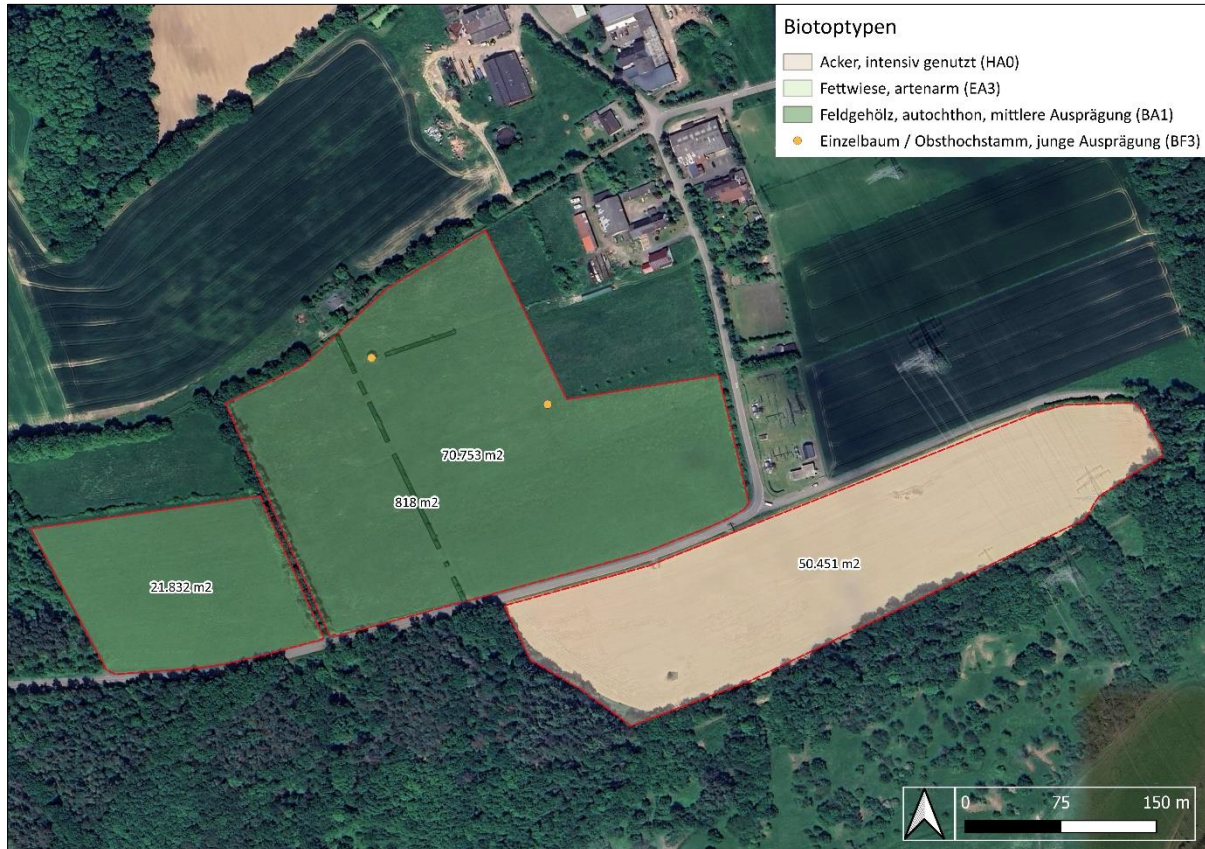 Biotoptypen
Acker, intensiv genutzt (HA0)
Fettwiese, artenarm (EA3)
Feldgehölz, autochthon, mittlere Ausprägung (BA1)
Einzelbaum / Obsthochstamm, junge Ausprägung (BF3)
70.753 m2
818 m2
21.832 m2
50.451 m2
0 75 150 m